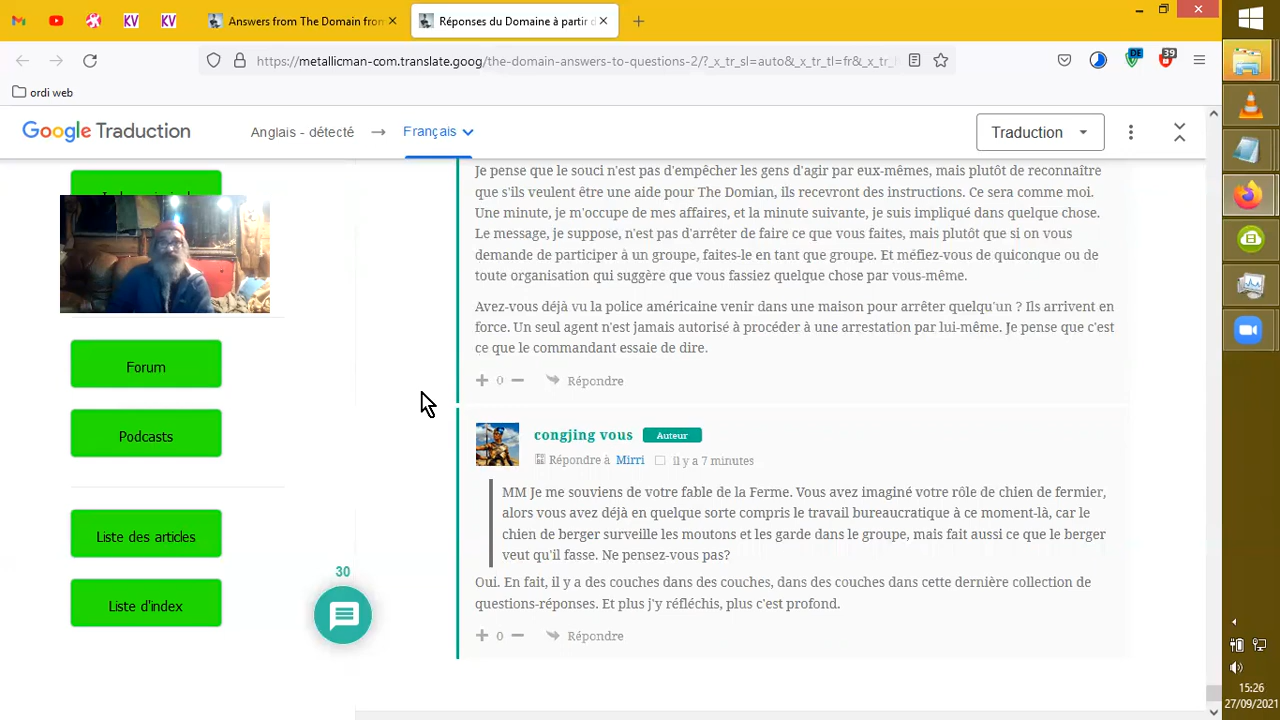 Answers from The Domain from
Réponses du Domaine à partir d
https://metallicman-com.translate.goog/the-domain-answers-to-questions-2/?_x_tr_sl=auto&_x_tr_tl=fr&_x_tr_
DE
39
ordi web
Google Traduction
Anglais - détecté
Français
Traduction
Je pense que le souci n'est pas d'empêcher les gens d'agir par eux-mêmes, mais plutôt de reconnaître
que s'ils veulent être une aide pour The Domian, ils recevront des instructions. Ce sera comme moi.
Une minute, je m'occupe de mes affaires, et la minute suivante, je suis impliqué dans quelque chose.
Le message, je suppose, n'est pas d'arrêter de faire ce que vous faites, mais plutôt que si on vous
demande de participer à un groupe, faites-le en tant que groupe. Et méfiez-vous de quiconque ou de
toute organisation qui suggère que vous fassiez quelque chose par vous-même.
Avez-vous déjà vu la police américaine venir dans une maison pour arrêter quelqu'un ? Ils arrivent en
force. Un seul agent n'est jamais autorisé à procéder à une arrestation par lui-même. Je pense que c'est
ce que le commandant essaie de dire.
0
Répondre
Forum
Podcasts
Liste des articles
Liste d'index
30
congjing vous
Auteur
Répondre à Mirri
il y a 7 minutes
MM Je me souviens de votre fable de la Ferme. Vous avez imaginé votre rôle de chien de fermier,
alors vous avez déjà en quelque sorte compris le travail bureaucratique à ce moment-là, car le
chien de berger surveille les moutons et les garde dans le groupe, mais fait aussi ce que le berger
veut qu'il fasse. Ne pensez-vous pas?
Oui. En fait, il y a des couches dans des couches, dans des couches dans cette dernière collection de
questions-réponses. Et plus j'y réfléchis, plus c'est profond.
0
Répondre
15:26
27/09/2021